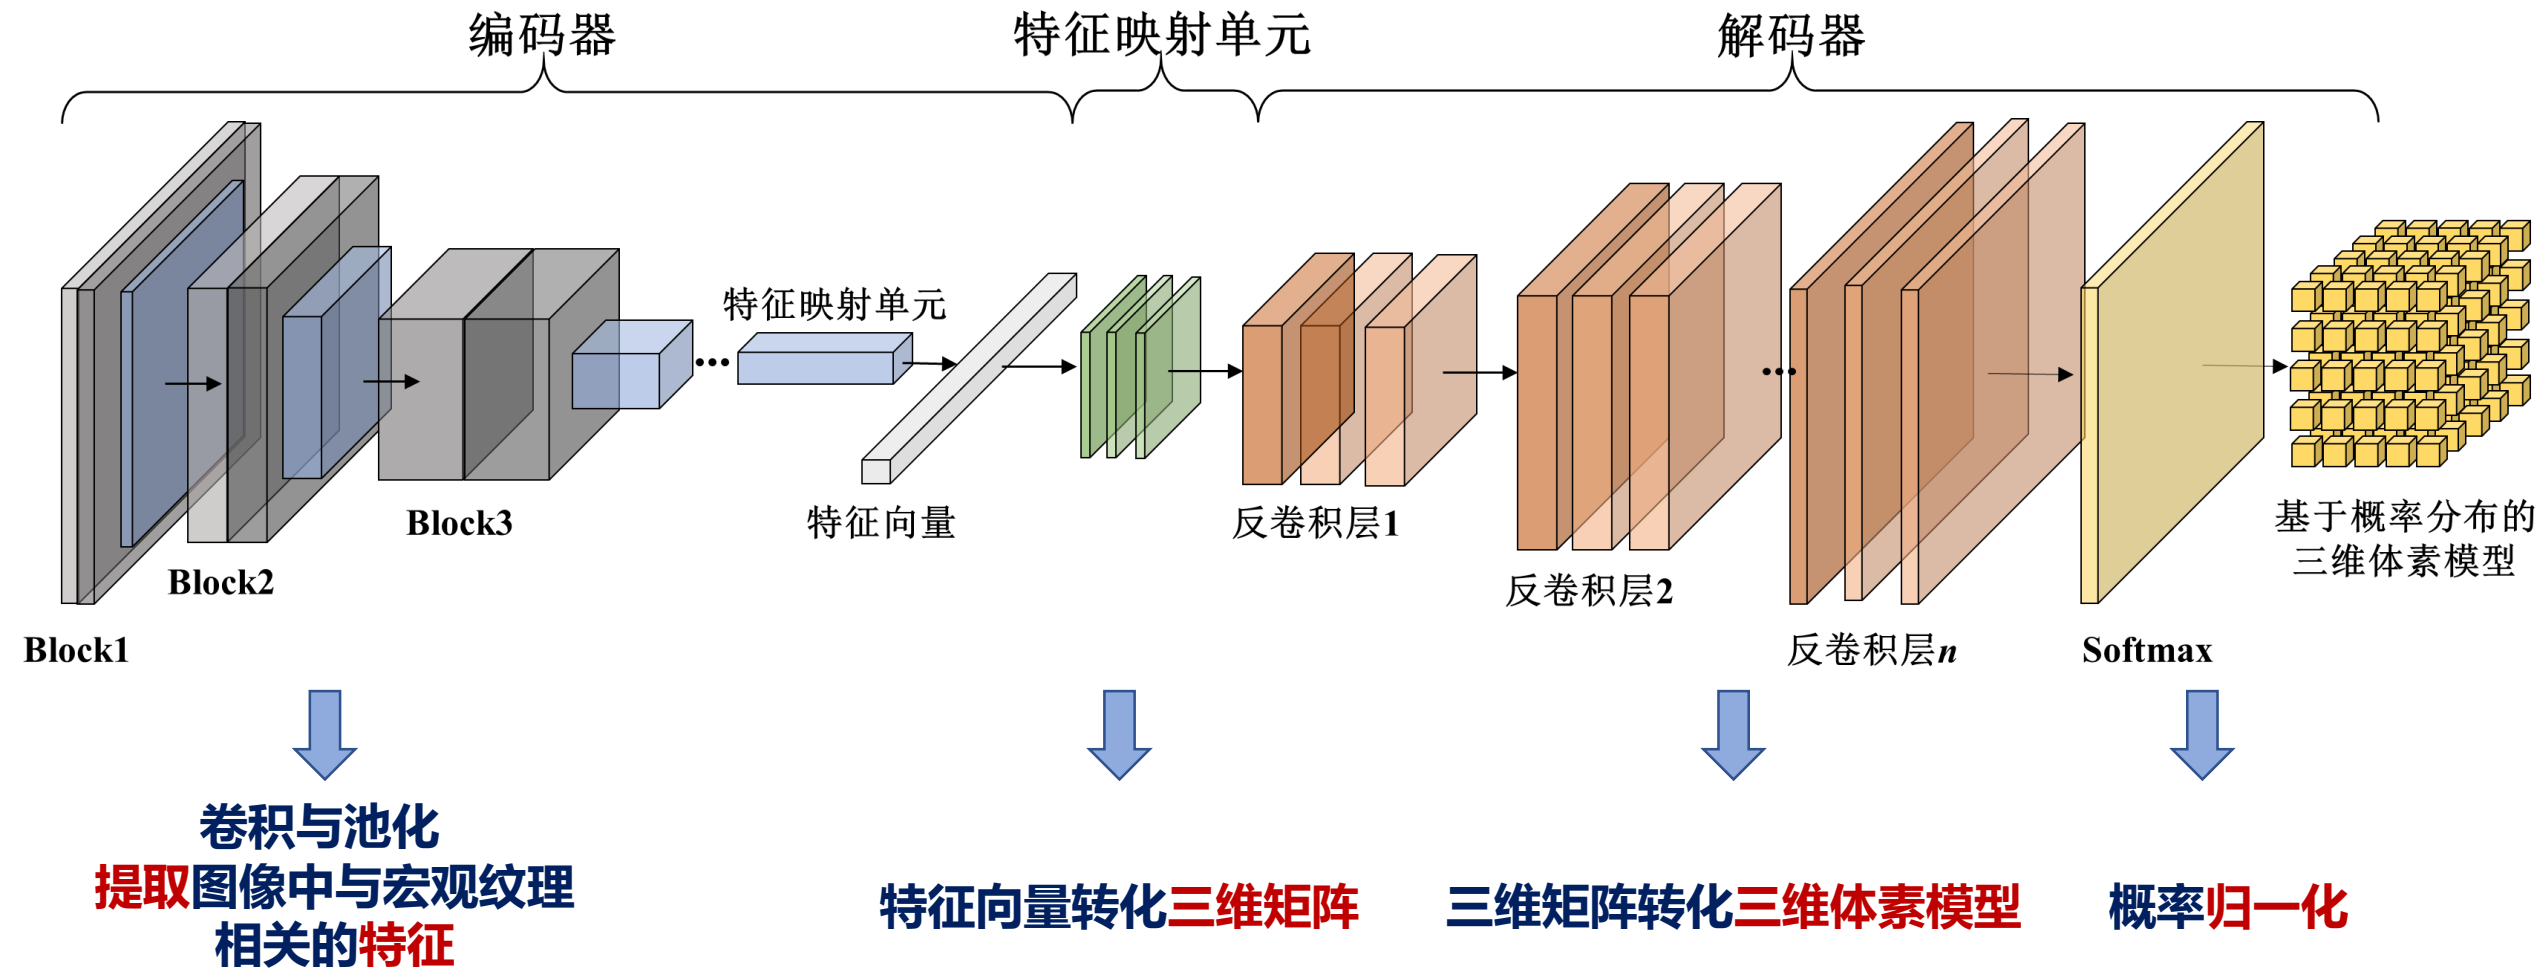 编码器
特征映射单元
解码器
特征映射单元
Block1
Block2
Block3
...
特征向量
反卷积层1
反卷积层2
...
反卷积层n
Softmax
基于概率分布的
三维体素模型
卷积与池化
提取图像中与宏观纹理
相关的特征
特征向量转化三维矩阵
三维矩阵转化三维体素模型
概率归一化